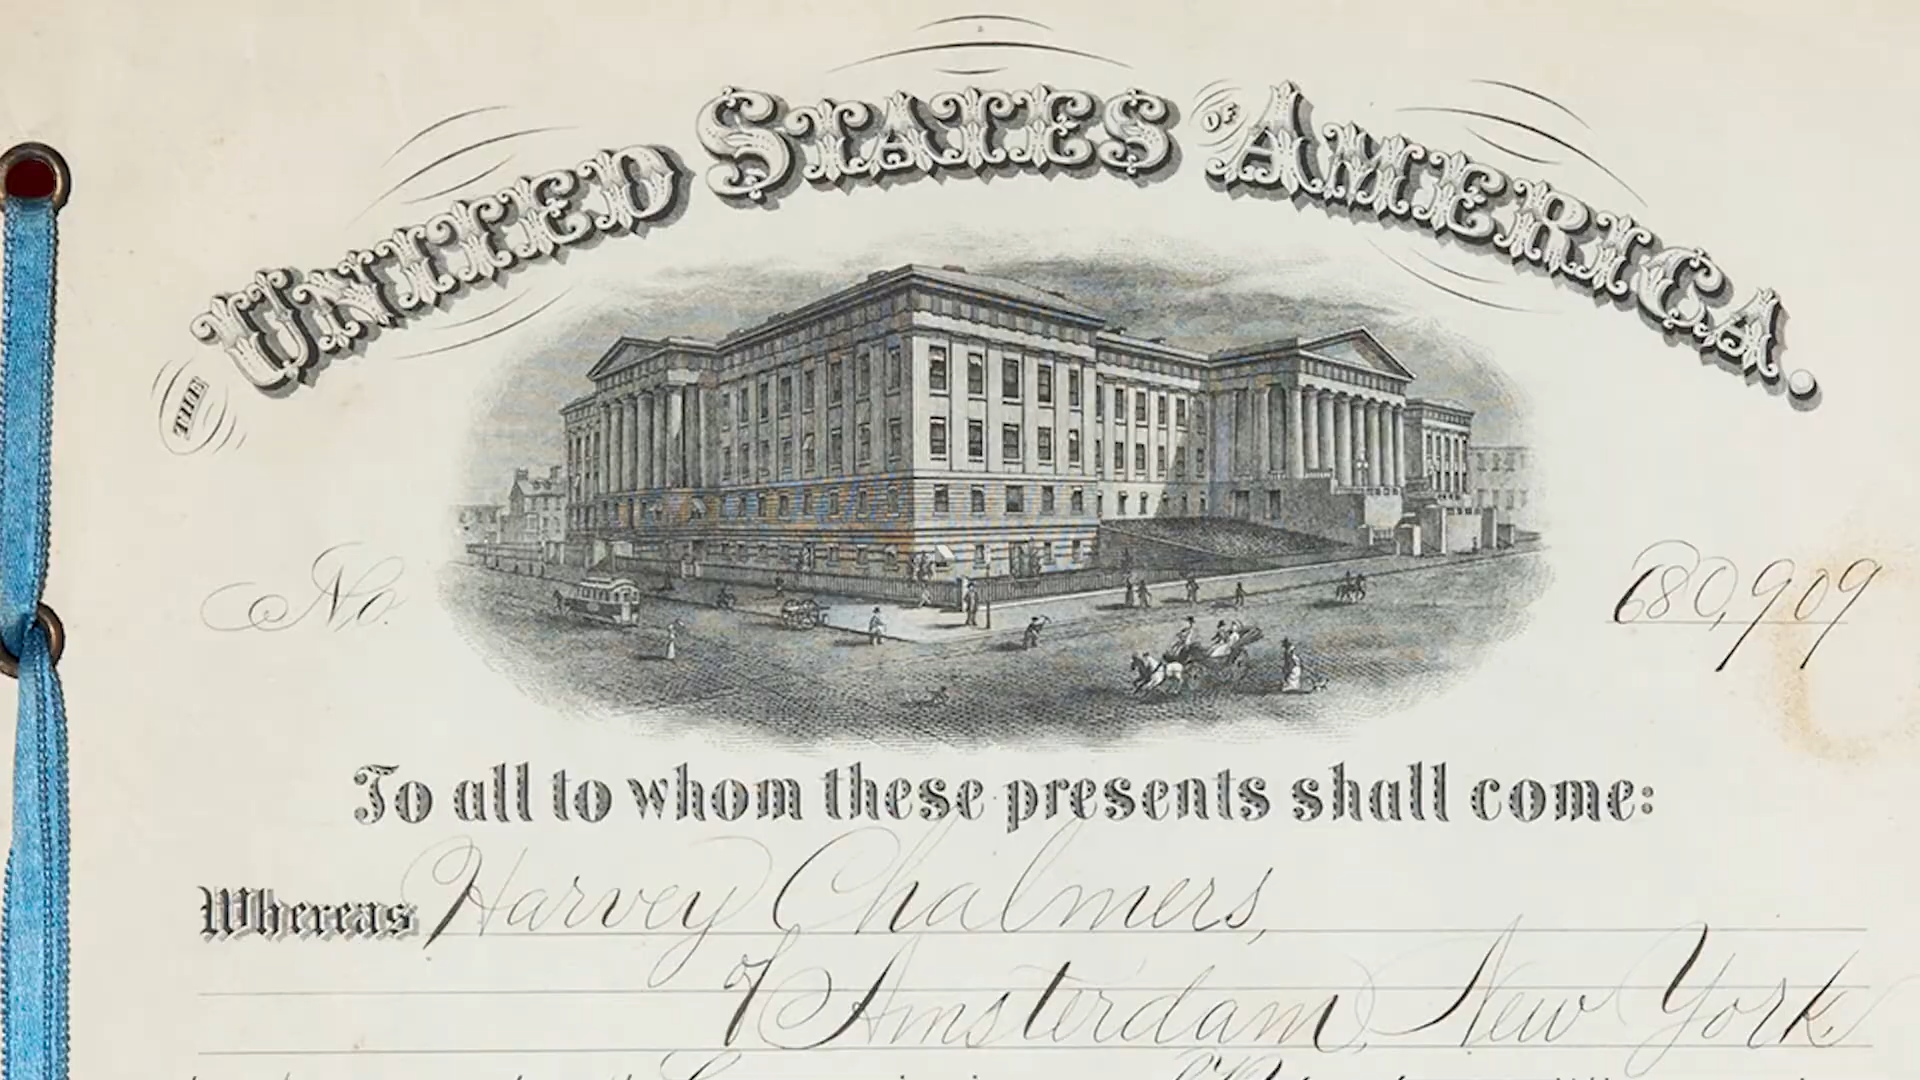 THE UNITED STATES OF AMERICA.
No. 680,909
To all to whom these presents shall come:
Whereas Harvey Chalmers,
of Amsterdam, New York,